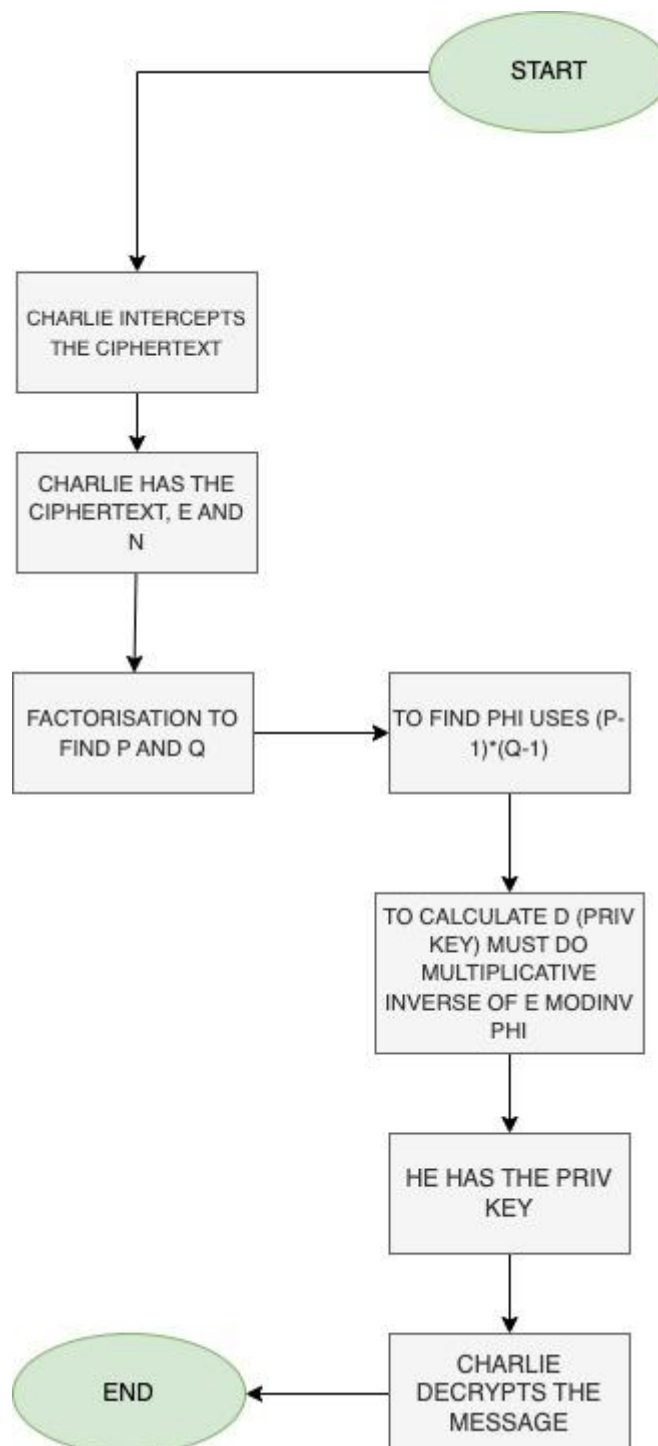 START
CHARLIE INTERCEPTS
THE CIPHERTEXT
CHARLIE HAS THE
CIPHERTEXT, E AND
N
FACTORISATION TO
FIND P AND Q
TO FIND PHI USES (P-
1)*(Q-1)
TO CALCULATE D (PRIV
KEY) MUST DO
MULTIPLICATIVE
INVERSE OF E MODINV
PHI
HE HAS THE PRIV
KEY
CHARLIE
DECRYPTS THE
MESSAGE
END